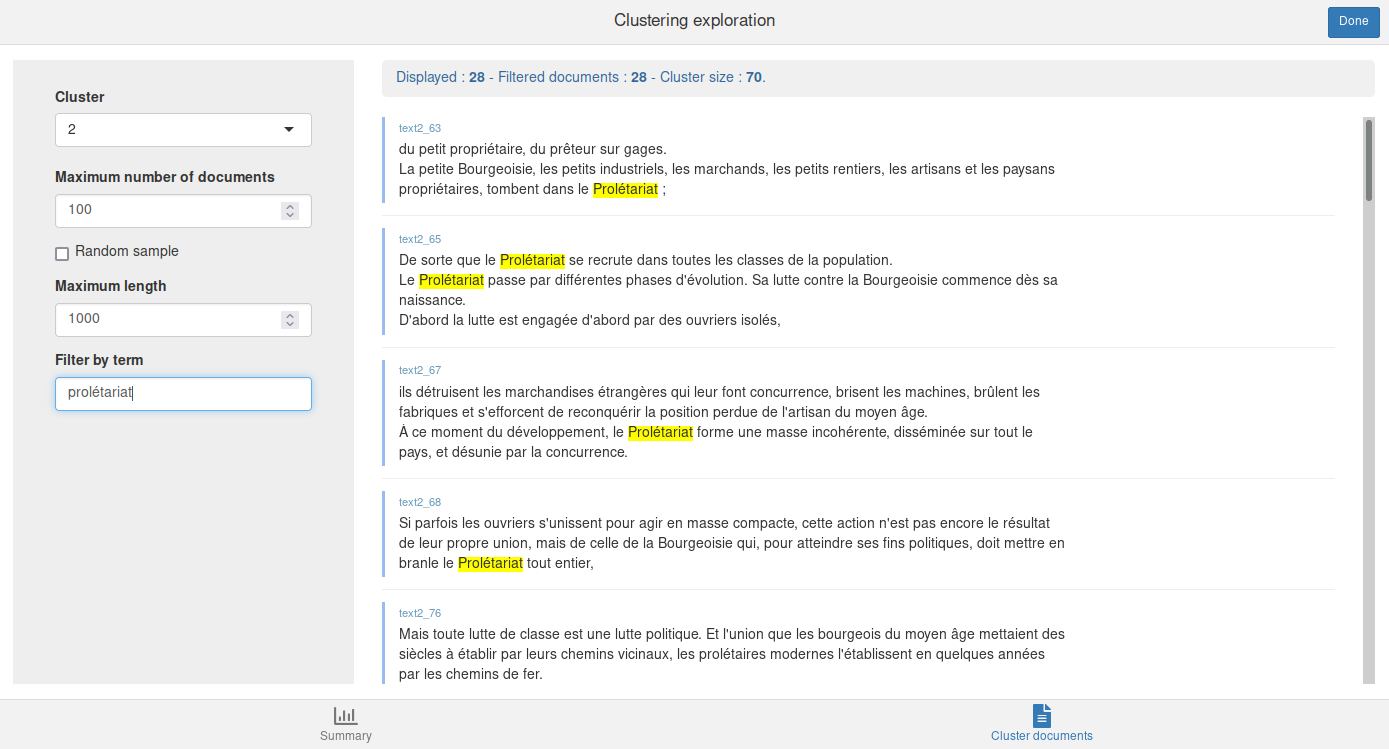 Clustering exploration
Done
Cluster
2
Maximum number of documents
100
Random sample
Maximum length
1000
Filter by term
prolétariat
Displayed : 28 - Filtered documents : 28 - Cluster size : 70.
text2_63
du petit propriétaire, du prêteur sur gages.
La petite Bourgeoisie, les petits industriels, les marchands, les petits rentiers, les artisans et les paysans
propriétaires, tombent dans le Prolétariat ;
text2_65
De sorte que le Prolétariat se recrute dans toutes les classes de la population.
Le Prolétariat passe par différentes phases d'évolution. Sa lutte contre la Bourgeoisie commence dès sa
naissance.
D'abord la lutte est engagée d'abord par des ouvriers isolés,
text2_67
ils détruisent les marchandises étrangères qui leur font concurrence, brisent les machines, brûlent les
fabriques et s'efforcent de reconquérir la position perdue de l'artisan du moyen âge.
À ce moment du développement, le Prolétariat forme une masse incohérente, disséminée sur tout le
pays, et désunie par la concurrence.
text2_68
Si parfois les ouvriers s'unissent pour agir en masse compacte, cette action n'est pas encore le résultat
de leur propre union, mais de celle de la Bourgeoisie qui, pour atteindre ses fins politiques, doit mettre en
branle le Prolétariat tout entier,
text2_76
Mais toute lutte de classe est une lutte politique. Et l'union que les bourgeois du moyen âge mettaient des
siècles à établir par leurs chemins vicinaux, les prolétaires modernes l'établissent en quelques années
par les chemins de fer.
Summary
Cluster documents